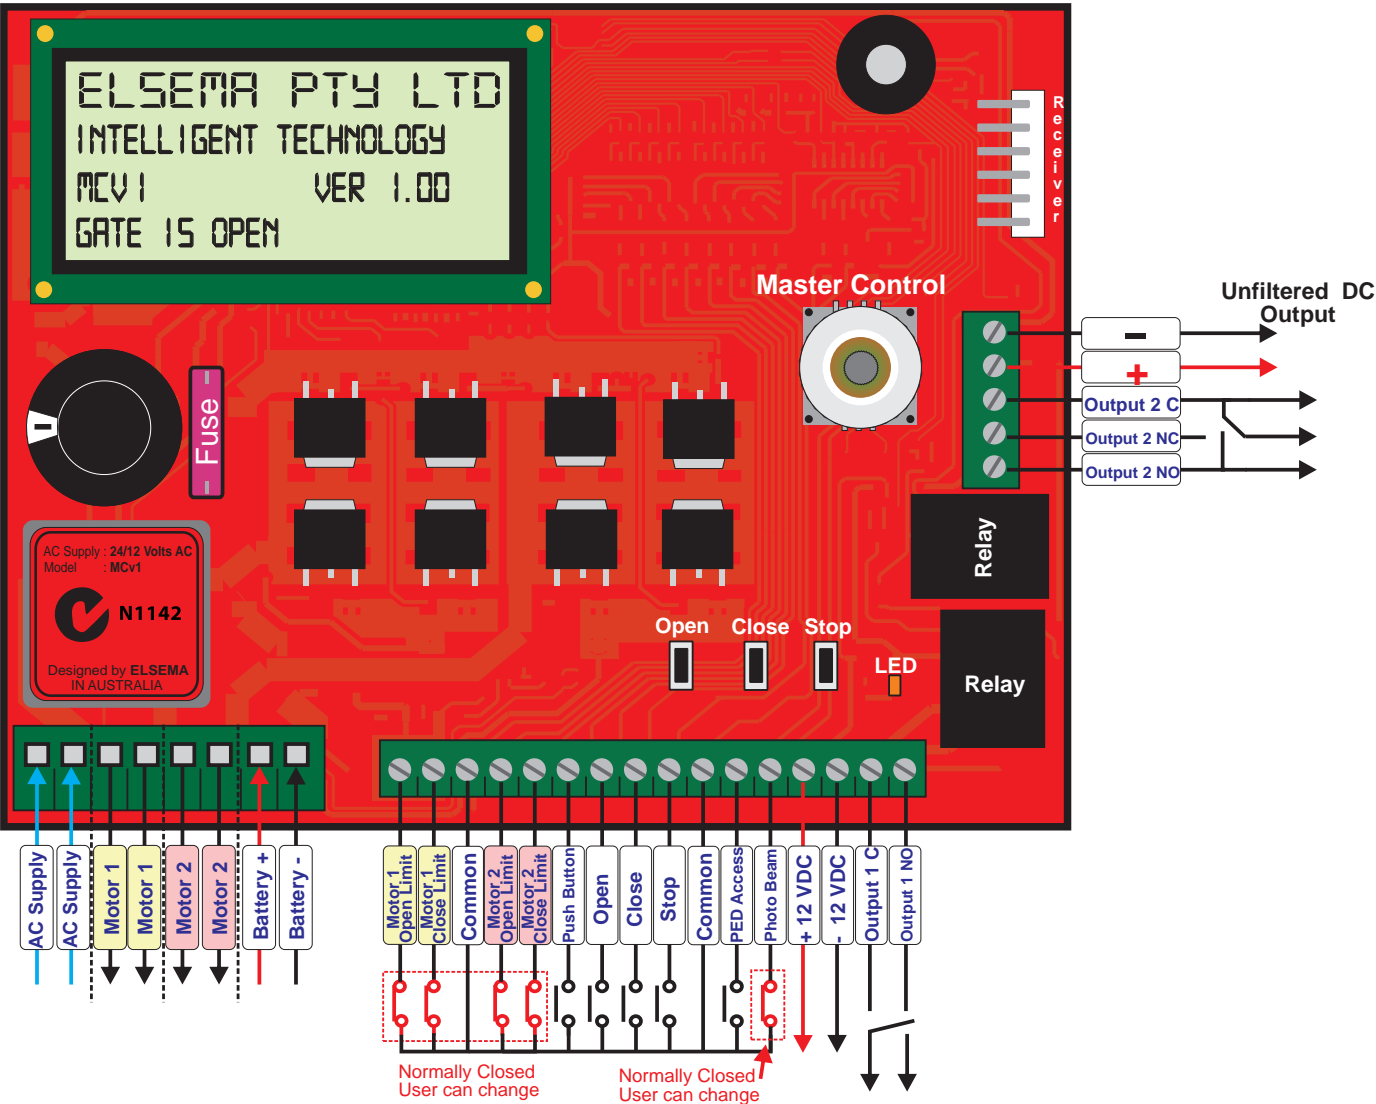 ELSEMA PTY LTD
INTELLIGENT TECHNOLOGY
MCV1 VER 1.00
GATE IS OPEN
Receiver
Master Control
Unfiltered DC
Output
-
+
Output 2 C
Output 2 NC
Output 2 NO
Fuse
Relay
Relay
AC Supply : 24/12 Volts AC
Model : MCv1
N1142
Designed by ELSEMA
IN AUSTRALIA
Open
Close
Stop
LED
AC Supply
AC Supply
Motor 1
Motor 1
Motor 2
Motor 2
Battery +
Battery -
Motor 1
Open Limit
Motor 1
Close Limit
Common
Motor 2
Open Limit
Motor 2
Close Limit
Push Button
Open
Close
Stop
Common
PED Access
Photo Beam
+ 12 VDC
- 12 VDC
Output 1 C
Output 1 NO
Normally Closed
User can change
Normally Closed
User can change